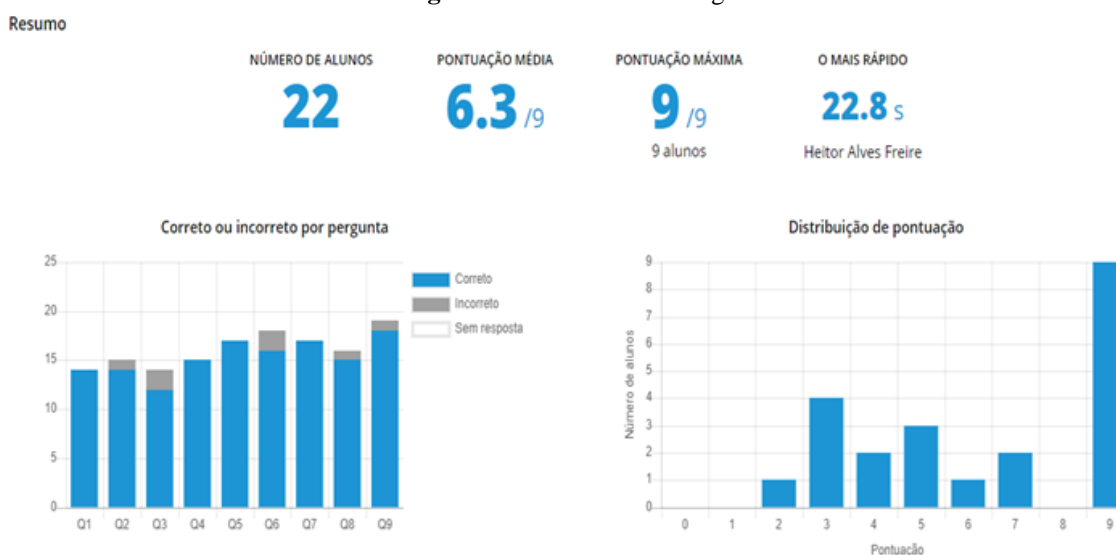 Resumo
NÚMERO DE ALUNOS
22
PONTUAÇÃO MÉDIA
6.3 /9
PONTUAÇÃO MÁXIMA
9 /9
9 alunos
O MAIS RÁPIDO
22.8 s
Heitor Alves Freire
Correto ou incorreto por pergunta
25
20
15
10
5
0
Q1 Q2 Q3 Q4 Q5 Q6 Q7 Q8 Q9
Correto
Incorreto
Sem resposta
Distribuição de pontuação
Número de alunos
9
8
7
6
5
4
3
2
1
0
0 1 2 3 4 5 6 7 8 9
Pontuação